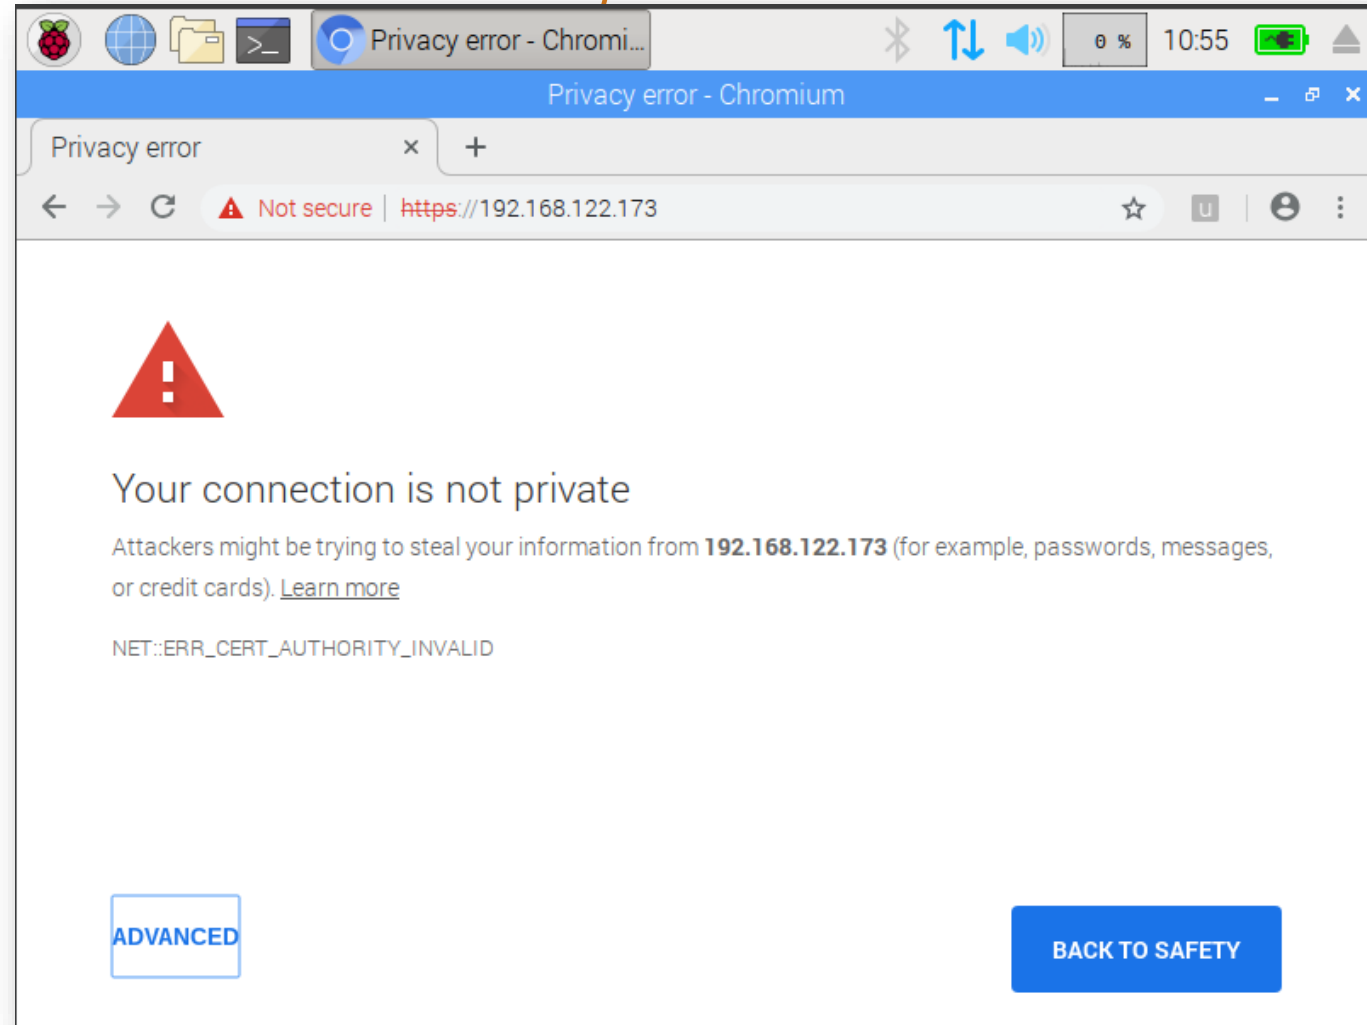 Privacy error - Chromi...
0 %
10:55
Privacy error - Chromium
Privacy error
Not secure | https://192.168.122.173
u
Your connection is not private
Attackers might be trying to steal your information from 192.168.122.173 (for example, passwords, messages,
or credit cards). Learn more
NET::ERR_CERT_AUTHORITY_INVALID
ADVANCED
BACK TO SAFETY